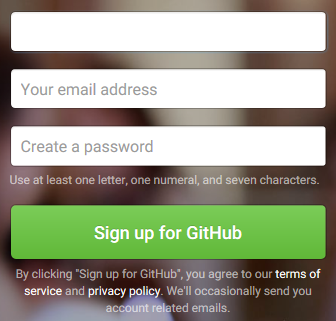 Your email address
Create a password
Use at least one letter, one numeral, and seven characters.
Sign up for GitHub
By clicking "Sign up for GitHub", you agree to our terms of
service and privacy policy. We'll occasionally send you
account related emails.